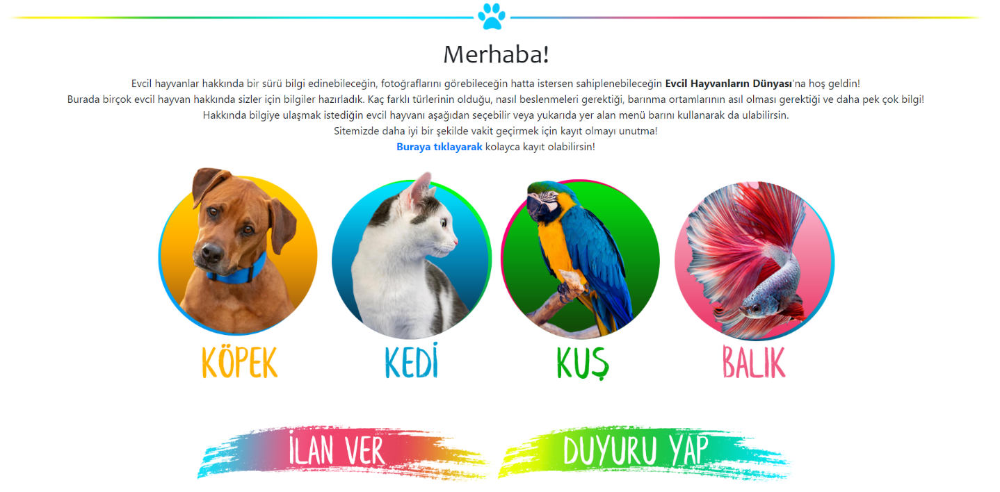 Merhaba!
Evcil hayvanlar hakkında bir sürü bilgi edinebileceğin, fotoğraflarını görebileceğin hatta istersen sahiplenebileceğin Evcil Hayvanların Dünyası'na hoş geldin!
Burada birçok evcil hayvan hakkında sizler için bilgiler hazırladık. Kaç farklı türlerinin olduğu, nasıl beslenmeleri gerektiği, barınma ortamlarının asıl olması gerektiği ve daha pek çok bilgi!
Hakkında bilgiye ulaşmak istediğin evcil hayvanı aşağıdan seçebilir veya yukarıda yer alan menü barını kullanarak da ulabilirsin.
Sitemizde daha iyi bir şekilde vakit geçirmek için kayıt olmayı unutma!
Buraya tıklayarak kolayca kayıt olabilirsin!
KÖPEK
KEDİ
KUŞ
BALIK
İLAN VER
DUYURU YAP